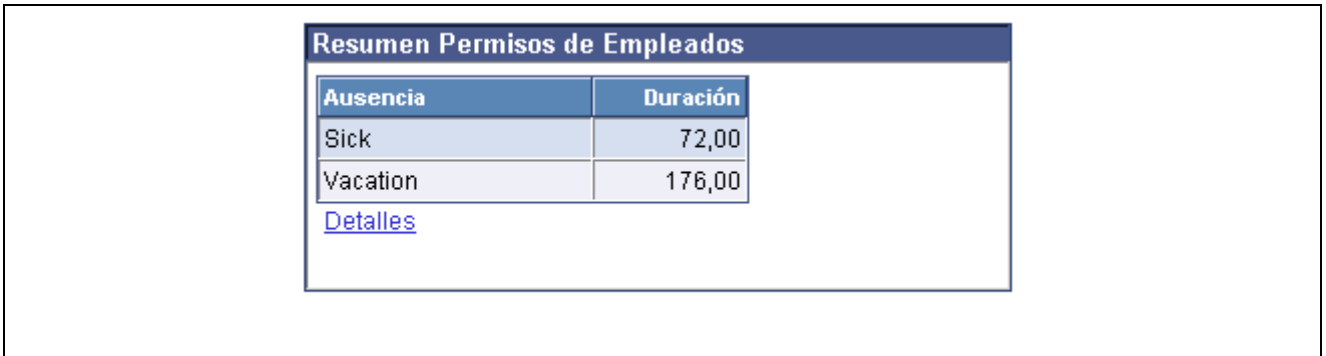 Resumen Permisos de Empleados
Ausencia Duración
Sick 72,00
Vacation 176,00
Detalles